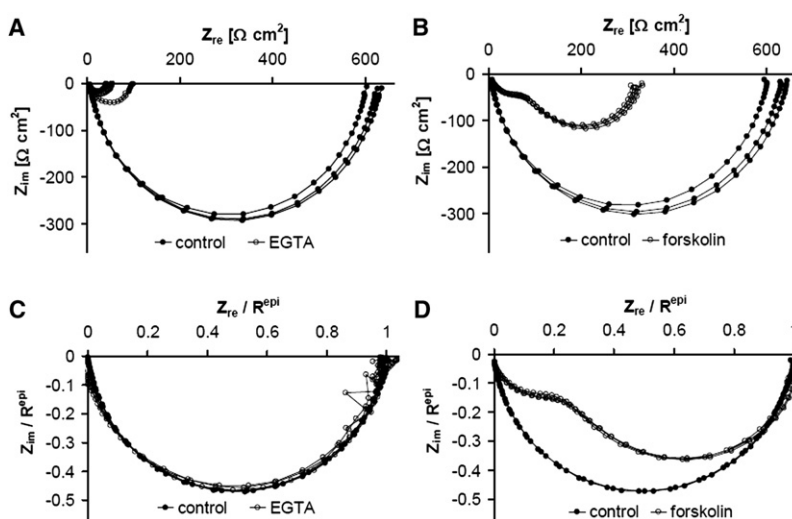 A
Zre [Ω cm²]
0 200 400 600
0
-100
-200
-300
Zim [Ω cm²]
control EGTA
B
Zre [Ω cm²]
0 200 400 600
0
-100
-200
-300
Zim [Ω cm²]
control forskolin
C
Zre / Repi
0 0.2 0.4 0.6 0.8 1
0
-0.1
-0.2
-0.3
-0.4
-0.5
Zim / Repi
control EGTA
D
Zre / Repi
0 0.2 0.4 0.6 0.8 1
0
-0.1
-0.2
-0.3
-0.4
-0.5
Zim / Repi
control forskolin